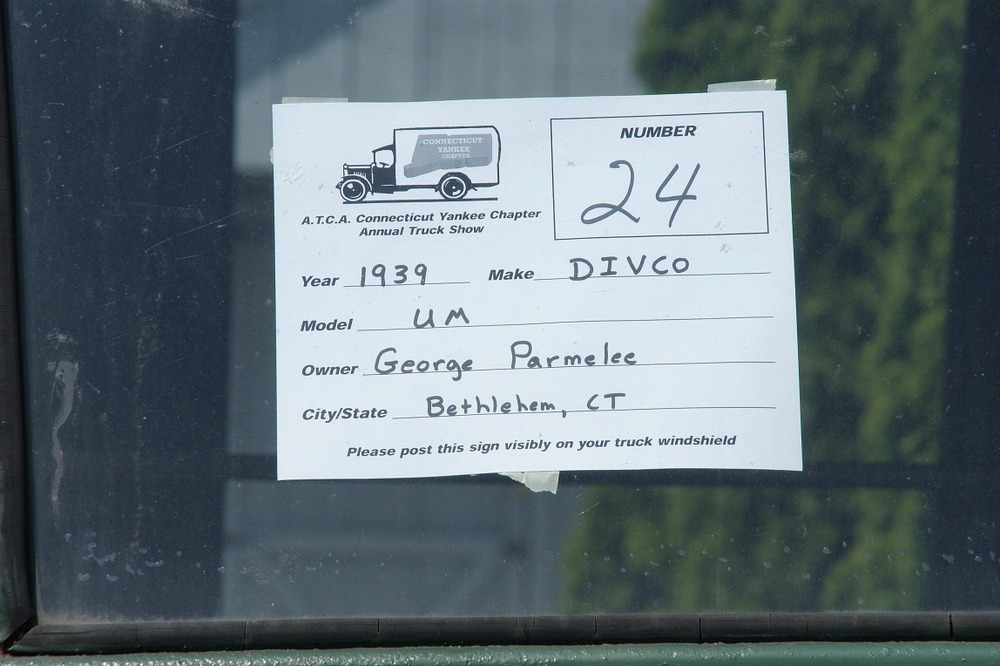 CONNECTICUT
YANKEE
CHAPTER
A.T.C.A. Connecticut Yankee Chapter
Annual Truck Show
NUMBER
24
Year 1939 Make DIVCO
Model UM
Owner George Parmelee
City/State Bethlehem, CT
Please post this sign visibly on your truck windshield